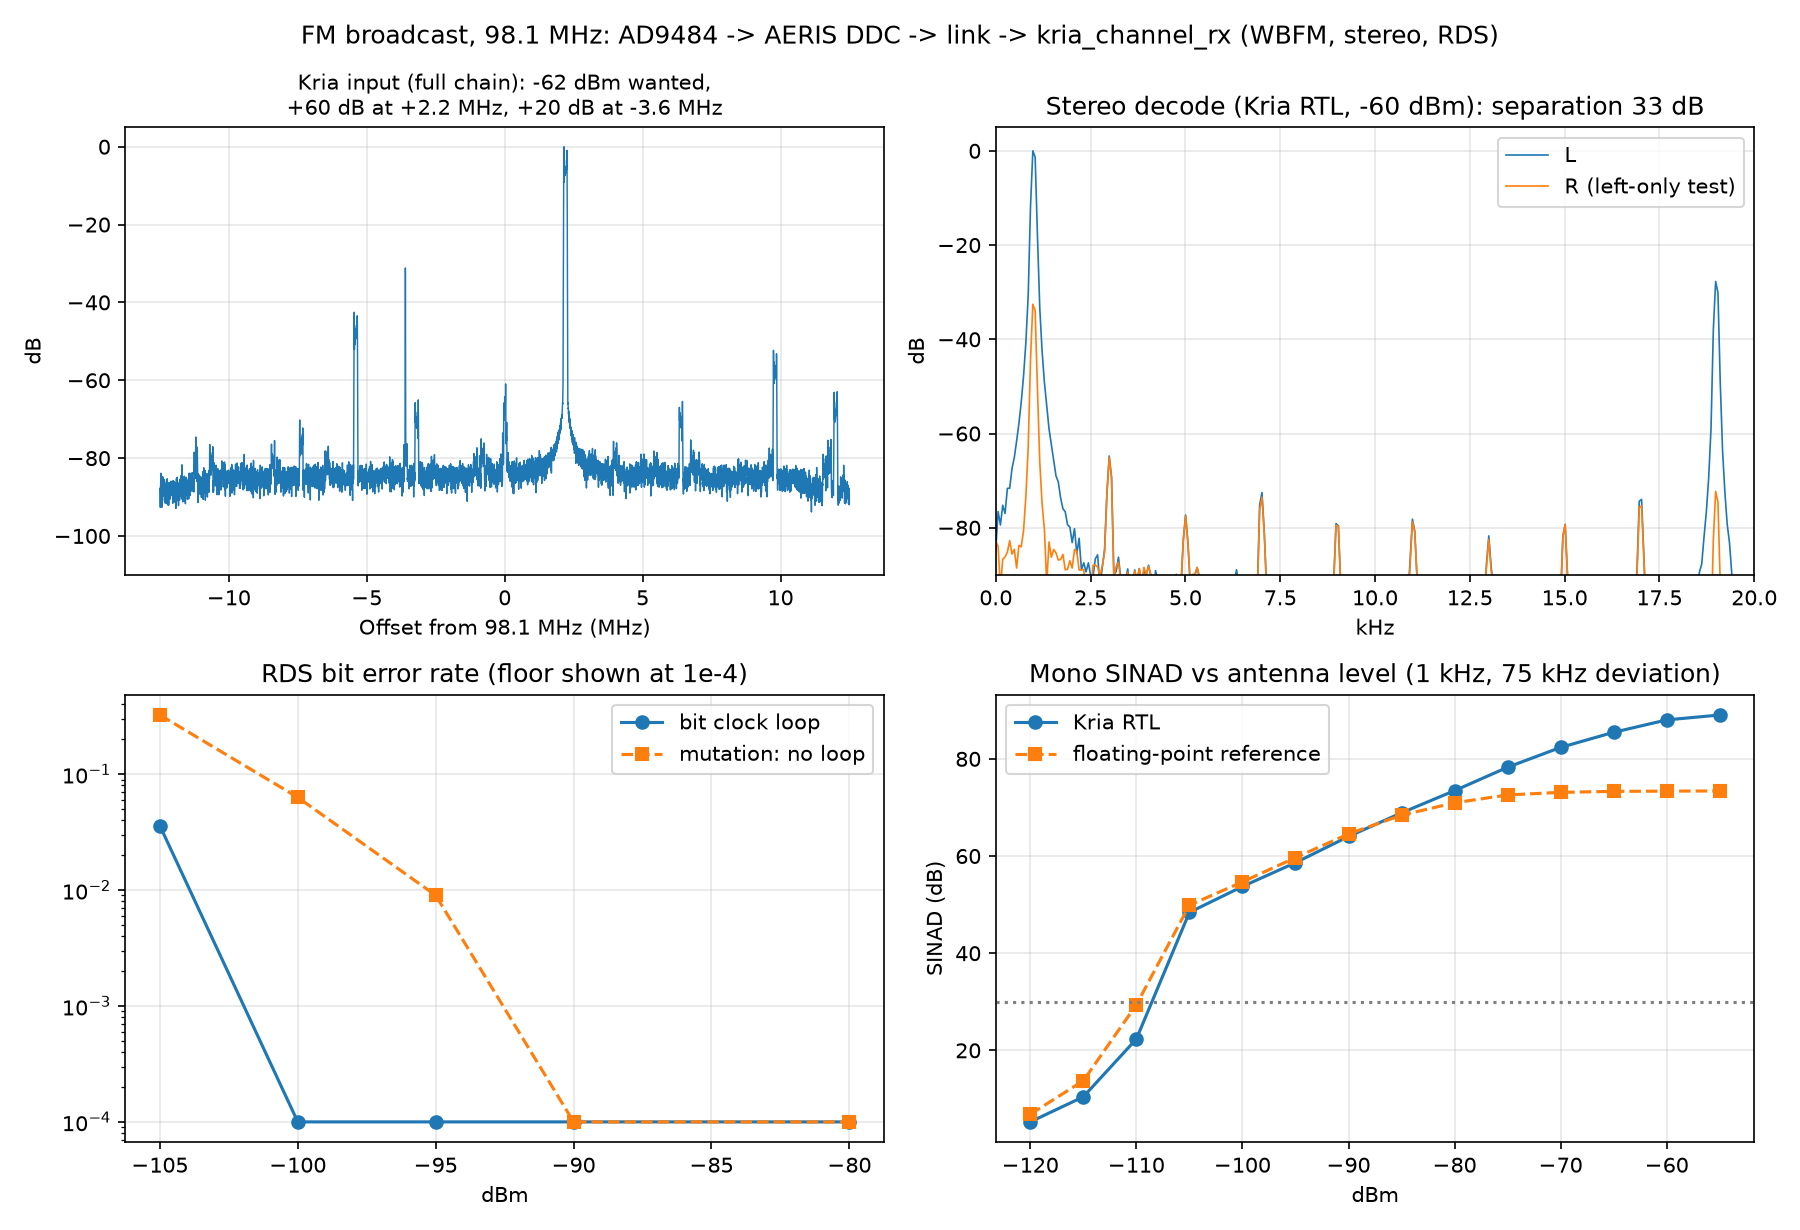 FM broadcast, 98.1 MHz: AD9484 -> AERIS DDC -> link -> kria_channel_rx (WBFM, stereo, RDS)
Kria input (full chain): -62 dBm wanted,
+60 dB at +2.2 MHz, +20 dB at -3.6 MHz
0
−20
−40
−60
−80
−100
dB
−10
−5
0
5
10
Offset from 98.1 MHz (MHz)
Stereo decode (Kria RTL, -60 dBm): separation 33 dB
L
R (left-only test)
0
−20
−40
−60
−80
dB
0.0
2.5
5.0
7.5
10.0
12.5
15.0
17.5
20.0
kHz
RDS bit error rate (floor shown at 1e-4)
bit clock loop
mutation: no loop
10⁻¹
10⁻²
10⁻³
10⁻⁴
−105
−100
−95
−90
−85
−80
dBm
Mono SINAD vs antenna level (1 kHz, 75 kHz deviation)
Kria RTL
floating-point reference
80
60
40
20
SINAD (dB)
−120
−110
−100
−90
−80
−70
−60
dBm